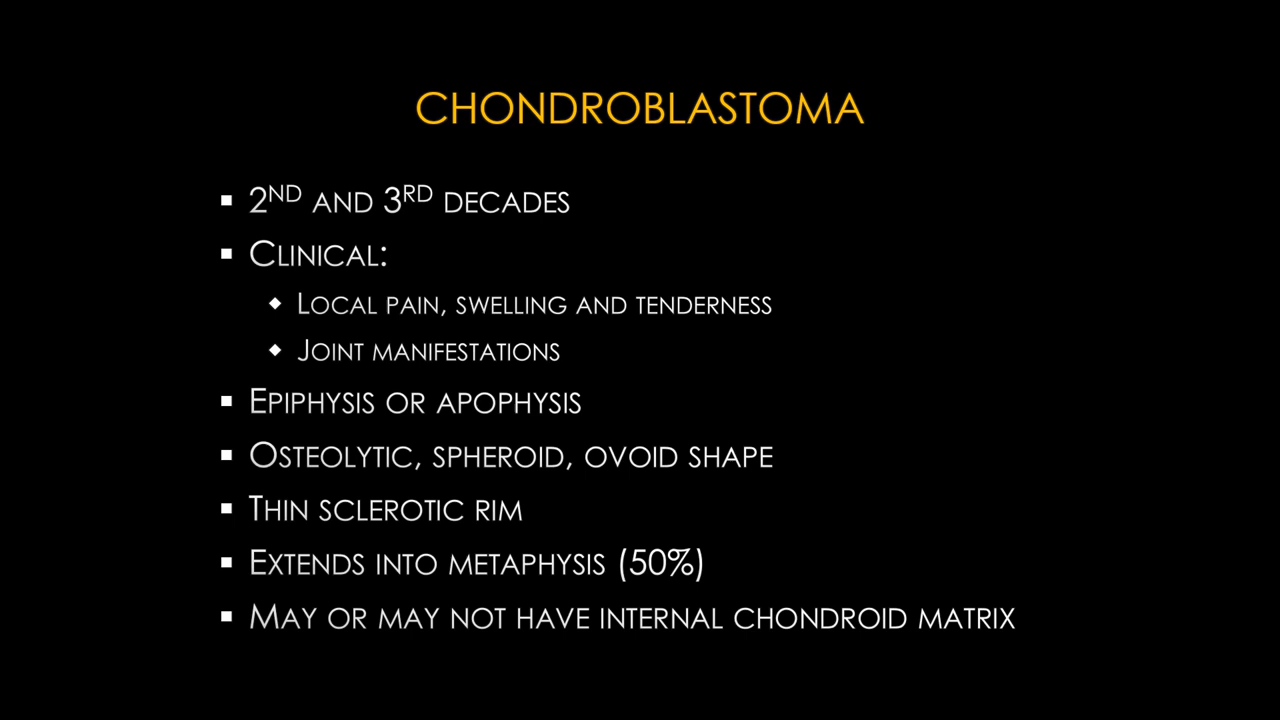 CHONDROBLASTOMA
▪ 2ND AND 3RD DECADES
▪ CLINICAL:
◆ LOCAL PAIN, SWELLING AND TENDERNESS
◆ JOINT MANIFESTATIONS
▪ EPIPHYSIS OR APOPHYSIS
▪ OSTEOLYTIC, SPHEROID, OVOID SHAPE
▪ THIN SCLEROTIC RIM
▪ EXTENDS INTO METAPHYSIS (50%)
▪ MAY OR MAY NOT HAVE INTERNAL CHONDROID MATRIX